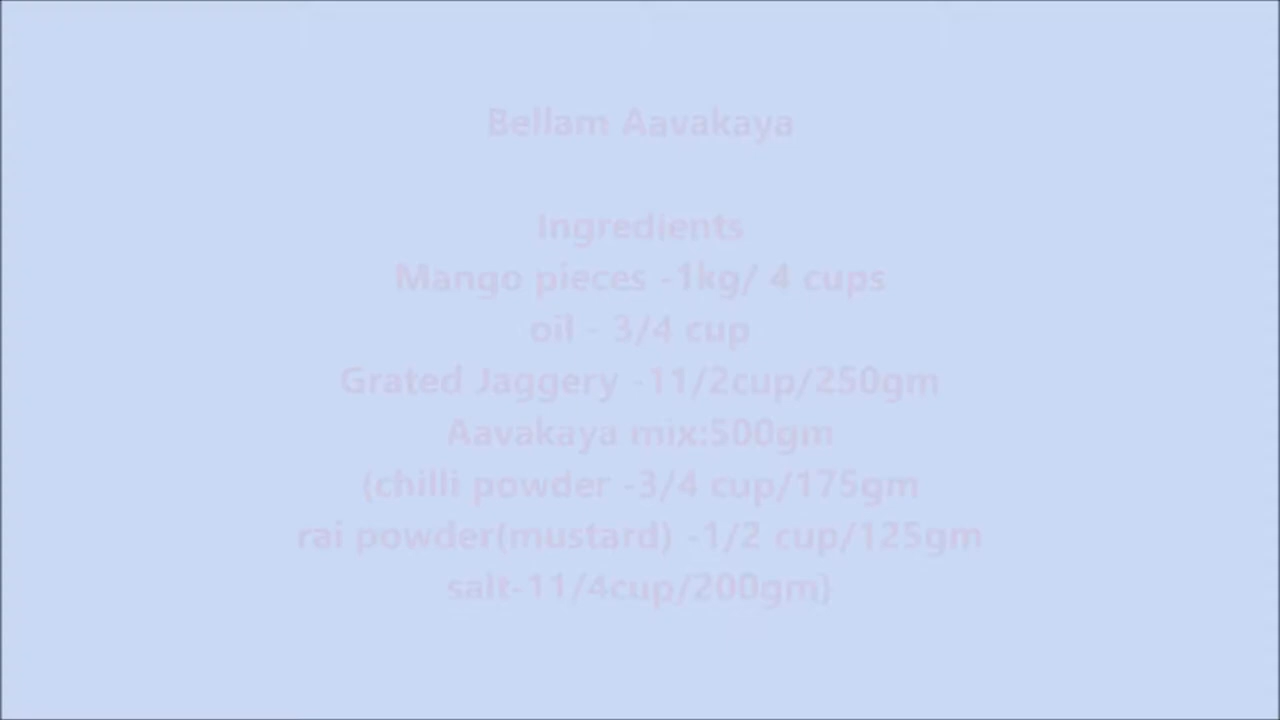 Bellam Aavakaya
Ingredients
Mango pieces -1kg/ 4 cups
oil - 3/4 cup
Grated Jaggery -11/2cup/250gm
Aavakaya mix:500gm
(chilli powder -3/4 cup/175gm
rai powder(mustard) -1/2 cup/125gm
salt-11/4cup/200gm)